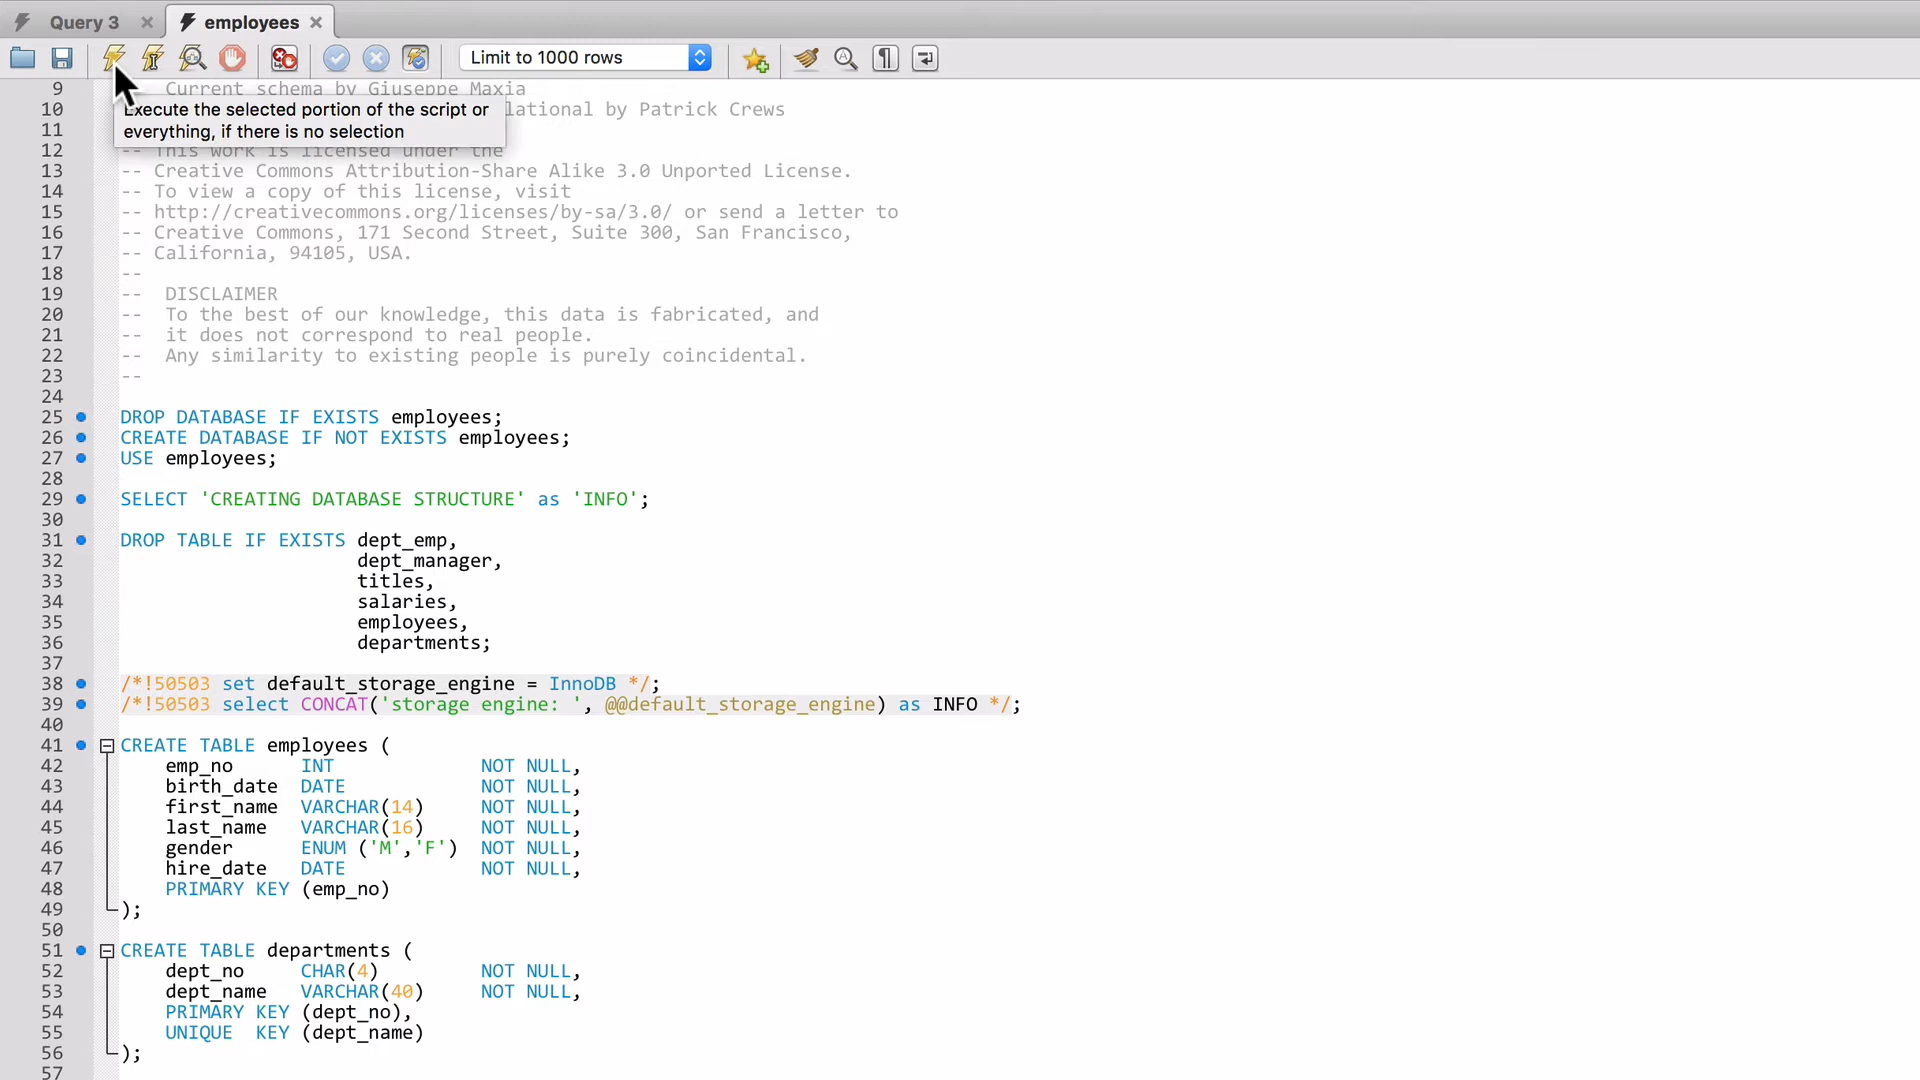 Query 3
employees
Limit to 1000 rows
9 Current schema by Giuseppe Maxia
10 lational by Patrick Crews
Execute the selected portion of the script or
everything, if there is no selection
11
12 -- This work is licensed under the
13 -- Creative Commons Attribution-Share Alike 3.0 Unported License.
14 -- To view a copy of this license, visit
15 -- http://creativecommons.org/licenses/by-sa/3.0/ or send a letter to
16 -- Creative Commons, 171 Second Street, Suite 300, San Francisco,
17 -- California, 94105, USA.
18 --
19 --  DISCLAIMER
20 --  To the best of our knowledge, this data is fabricated, and
21 --  it does not correspond to real people.
22 --  Any similarity to existing people is purely coincidental.
23 --
24
25 DROP DATABASE IF EXISTS employees;
26 CREATE DATABASE IF NOT EXISTS employees;
27 USE employees;
28
29 SELECT 'CREATING DATABASE STRUCTURE' as 'INFO';
30
31 DROP TABLE IF EXISTS dept_emp,
32 dept_manager,
33 titles,
34 salaries,
35 employees,
36 departments;
37
38 /*!50503 set default_storage_engine = InnoDB */;
39 /*!50503 select CONCAT('storage engine: ', @@default_storage_engine) as INFO */;
40
41 CREATE TABLE employees (
42 emp_no INT NOT NULL,
43 birth_date DATE NOT NULL,
44 first_name VARCHAR(14) NOT NULL,
45 last_name VARCHAR(16) NOT NULL,
46 gender ENUM ('M','F') NOT NULL,
47 hire_date DATE NOT NULL,
48 PRIMARY KEY (emp_no)
49 );
50
51 CREATE TABLE departments (
52 dept_no CHAR(4) NOT NULL,
53 dept_name VARCHAR(40) NOT NULL,
54 PRIMARY KEY (dept_no),
55 UNIQUE KEY (dept_name)
56 );
57